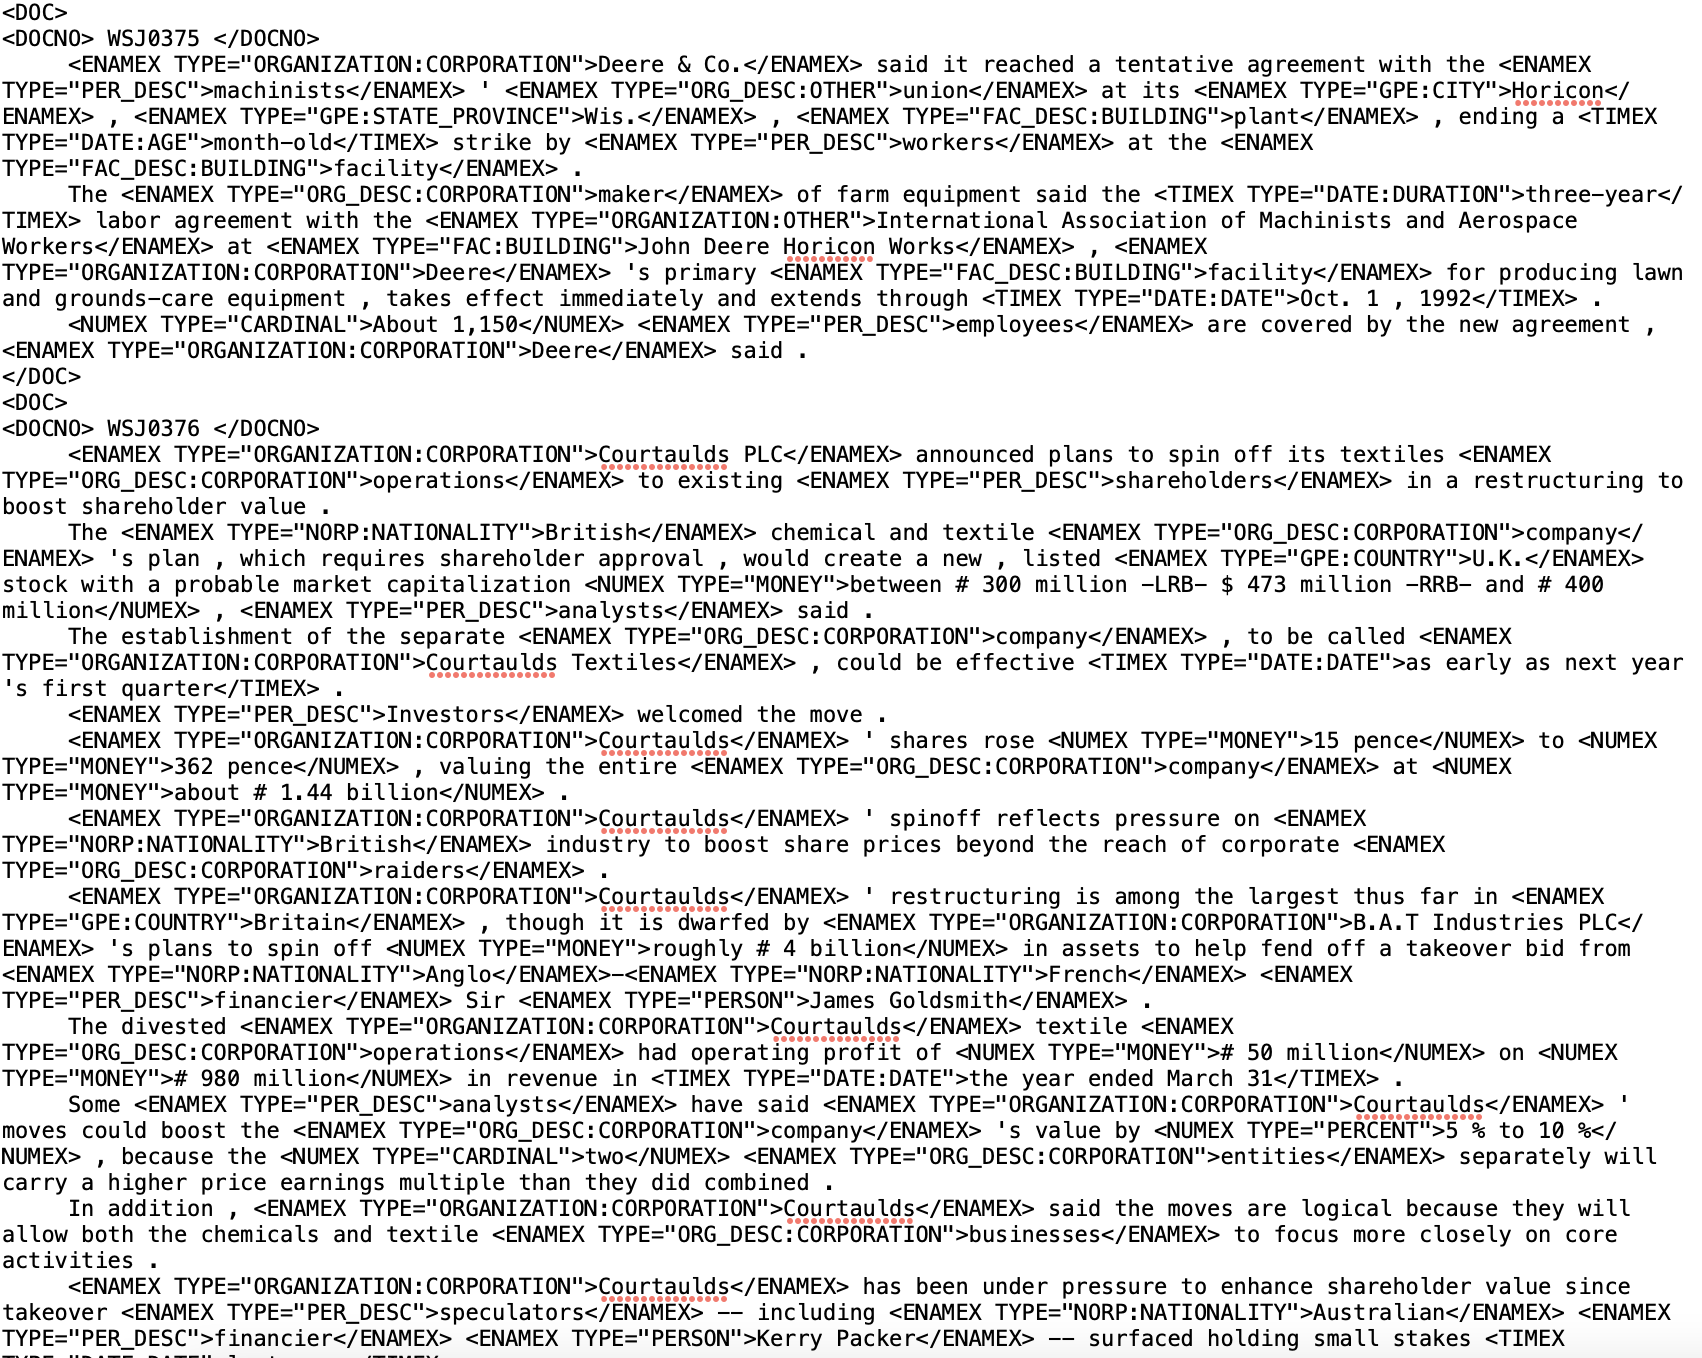 <DOC>
<DOCNO> WSJ0375 </DOCNO>
<ENAMEX TYPE="ORGANIZATION:CORPORATION">Deere & Co.</ENAMEX> said it reached a tentative agreement with the <ENAMEX
TYPE="PER_DESC">machinists</ENAMEX> ' <ENAMEX TYPE="ORG_DESC:OTHER">union</ENAMEX> at its <ENAMEX TYPE="GPE:CITY">Horicon</
ENAMEX> , <ENAMEX TYPE="GPE:STATE_PROVINCE">Wis.</ENAMEX> , <ENAMEX TYPE="FAC_DESC:BUILDING">plant</ENAMEX> , ending a <TIMEX
TYPE="DATE:AGE">month-old</TIMEX> strike by <ENAMEX TYPE="PER_DESC">workers</ENAMEX> at the <ENAMEX
TYPE="FAC_DESC:BUILDING">facility</ENAMEX> .
The <ENAMEX TYPE="ORG_DESC:CORPORATION">maker</ENAMEX> of farm equipment said the <TIMEX TYPE="DATE:DURATION">three-year</
TIMEX> labor agreement with the <ENAMEX TYPE="ORGANIZATION:OTHER">International Association of Machinists and Aerospace
Workers</ENAMEX> at <ENAMEX TYPE="FAC:BUILDING">John Deere Horicon Works</ENAMEX> , <ENAMEX
TYPE="ORGANIZATION:CORPORATION">Deere</ENAMEX> 's primary <ENAMEX TYPE="FAC_DESC:BUILDING">facility</ENAMEX> for producing lawn
and grounds-care equipment , takes effect immediately and extends through <TIMEX TYPE="DATE:DATE">Oct. 1 , 1992</TIMEX> .
<NUMEX TYPE="CARDINAL">About 1,150</NUMEX> <ENAMEX TYPE="PER_DESC">employees</ENAMEX> are covered by the new agreement ,
<ENAMEX TYPE="ORGANIZATION:CORPORATION">Deere</ENAMEX> said .
</DOC>
<DOC>
<DOCNO> WSJ0376 </DOCNO>
<ENAMEX TYPE="ORGANIZATION:CORPORATION">Courtaulds PLC</ENAMEX> announced plans to spin off its textiles <ENAMEX
TYPE="ORG_DESC:CORPORATION">operations</ENAMEX> to existing <ENAMEX TYPE="PER_DESC">shareholders</ENAMEX> in a restructuring to
boost shareholder value .
The <ENAMEX TYPE="NORP:NATIONALITY">British</ENAMEX> chemical and textile <ENAMEX TYPE="ORG_DESC:CORPORATION">company</
ENAMEX> 's plan , which requires shareholder approval , would create a new , listed <ENAMEX TYPE="GPE:COUNTRY">U.K.</ENAMEX>
stock with a probable market capitalization <NUMEX TYPE="MONEY">between # 300 million -LRB- $ 473 million -RRB- and # 400
million</NUMEX> , <ENAMEX TYPE="PER_DESC">analysts</ENAMEX> said .
The establishment of the separate <ENAMEX TYPE="ORG_DESC:CORPORATION">company</ENAMEX> , to be called <ENAMEX
TYPE="ORGANIZATION:CORPORATION">Courtaulds Textiles</ENAMEX> , could be effective <TIMEX TYPE="DATE:DATE">as early as next year
's first quarter</TIMEX> .
<ENAMEX TYPE="PER_DESC">Investors</ENAMEX> welcomed the move .
<ENAMEX TYPE="ORGANIZATION:CORPORATION">Courtaulds</ENAMEX> ' shares rose <NUMEX TYPE="MONEY">15 pence</NUMEX> to <NUMEX
TYPE="MONEY">362 pence</NUMEX> , valuing the entire <ENAMEX TYPE="ORG_DESC:CORPORATION">company</ENAMEX> at <NUMEX
TYPE="MONEY">about # 1.44 billion</NUMEX> .
<ENAMEX TYPE="ORGANIZATION:CORPORATION">Courtaulds</ENAMEX> ' spinoff reflects pressure on <ENAMEX
TYPE="NORP:NATIONALITY">British</ENAMEX> industry to boost share prices beyond the reach of corporate <ENAMEX
TYPE="ORG_DESC:CORPORATION">raiders</ENAMEX> .
<ENAMEX TYPE="ORGANIZATION:CORPORATION">Courtaulds</ENAMEX> ' restructuring is among the largest thus far in <ENAMEX
TYPE="GPE:COUNTRY">Britain</ENAMEX> , though it is dwarfed by <ENAMEX TYPE="ORGANIZATION:CORPORATION">B.A.T Industries PLC</
ENAMEX> 's plans to spin off <NUMEX TYPE="MONEY">roughly # 4 billion</NUMEX> in assets to help fend off a takeover bid from
<ENAMEX TYPE="NORP:NATIONALITY">Anglo</ENAMEX>-<ENAMEX TYPE="NORP:NATIONALITY">French</ENAMEX> <ENAMEX
TYPE="PER_DESC">financier</ENAMEX> Sir <ENAMEX TYPE="PERSON">James Goldsmith</ENAMEX> .
The divested <ENAMEX TYPE="ORGANIZATION:CORPORATION">Courtaulds</ENAMEX> textile <ENAMEX
TYPE="ORG_DESC:CORPORATION">operations</ENAMEX> had operating profit of <NUMEX TYPE="MONEY"># 50 million</NUMEX> on <NUMEX
TYPE="MONEY"># 980 million</NUMEX> in revenue in <TIMEX TYPE="DATE:DATE">the year ended March 31</TIMEX> .
Some <ENAMEX TYPE="PER_DESC">analysts</ENAMEX> have said <ENAMEX TYPE="ORGANIZATION:CORPORATION">Courtaulds</ENAMEX> '
moves could boost the <ENAMEX TYPE="ORG_DESC:CORPORATION">company</ENAMEX> 's value by <NUMEX TYPE="PERCENT">5 % to 10 %</
NUMEX> , because the <NUMEX TYPE="CARDINAL">two</NUMEX> <ENAMEX TYPE="ORG_DESC:CORPORATION">entities</ENAMEX> separately will
carry a higher price earnings multiple than they did combined .
In addition , <ENAMEX TYPE="ORGANIZATION:CORPORATION">Courtaulds</ENAMEX> said the moves are logical because they will
allow both the chemicals and textile <ENAMEX TYPE="ORG_DESC:CORPORATION">businesses</ENAMEX> to focus more closely on core
activities .
<ENAMEX TYPE="ORGANIZATION:CORPORATION">Courtaulds</ENAMEX> has been under pressure to enhance shareholder value since
takeover <ENAMEX TYPE="PER_DESC">speculators</ENAMEX> -- including <ENAMEX TYPE="NORP:NATIONALITY">Australian</ENAMEX> <ENAMEX
TYPE="PER_DESC">financier</ENAMEX> <ENAMEX TYPE="PERSON">Kerry Packer</ENAMEX> -- surfaced holding small stakes <TIMEX